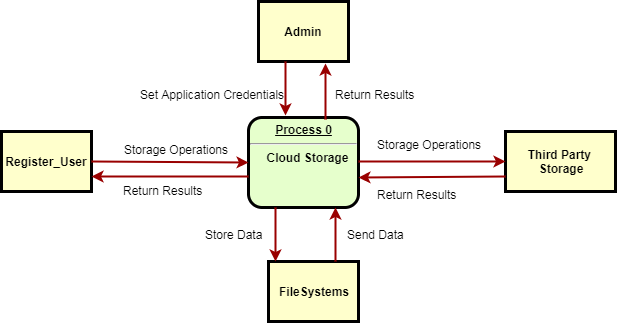 Admin
Set Application Credentials
Return Results
Process 0
Cloud Storage
Register_User
Storage Operations
Return Results
Storage Operations
Return Results
Third Party
Storage
Store Data
Send Data
FileSystems